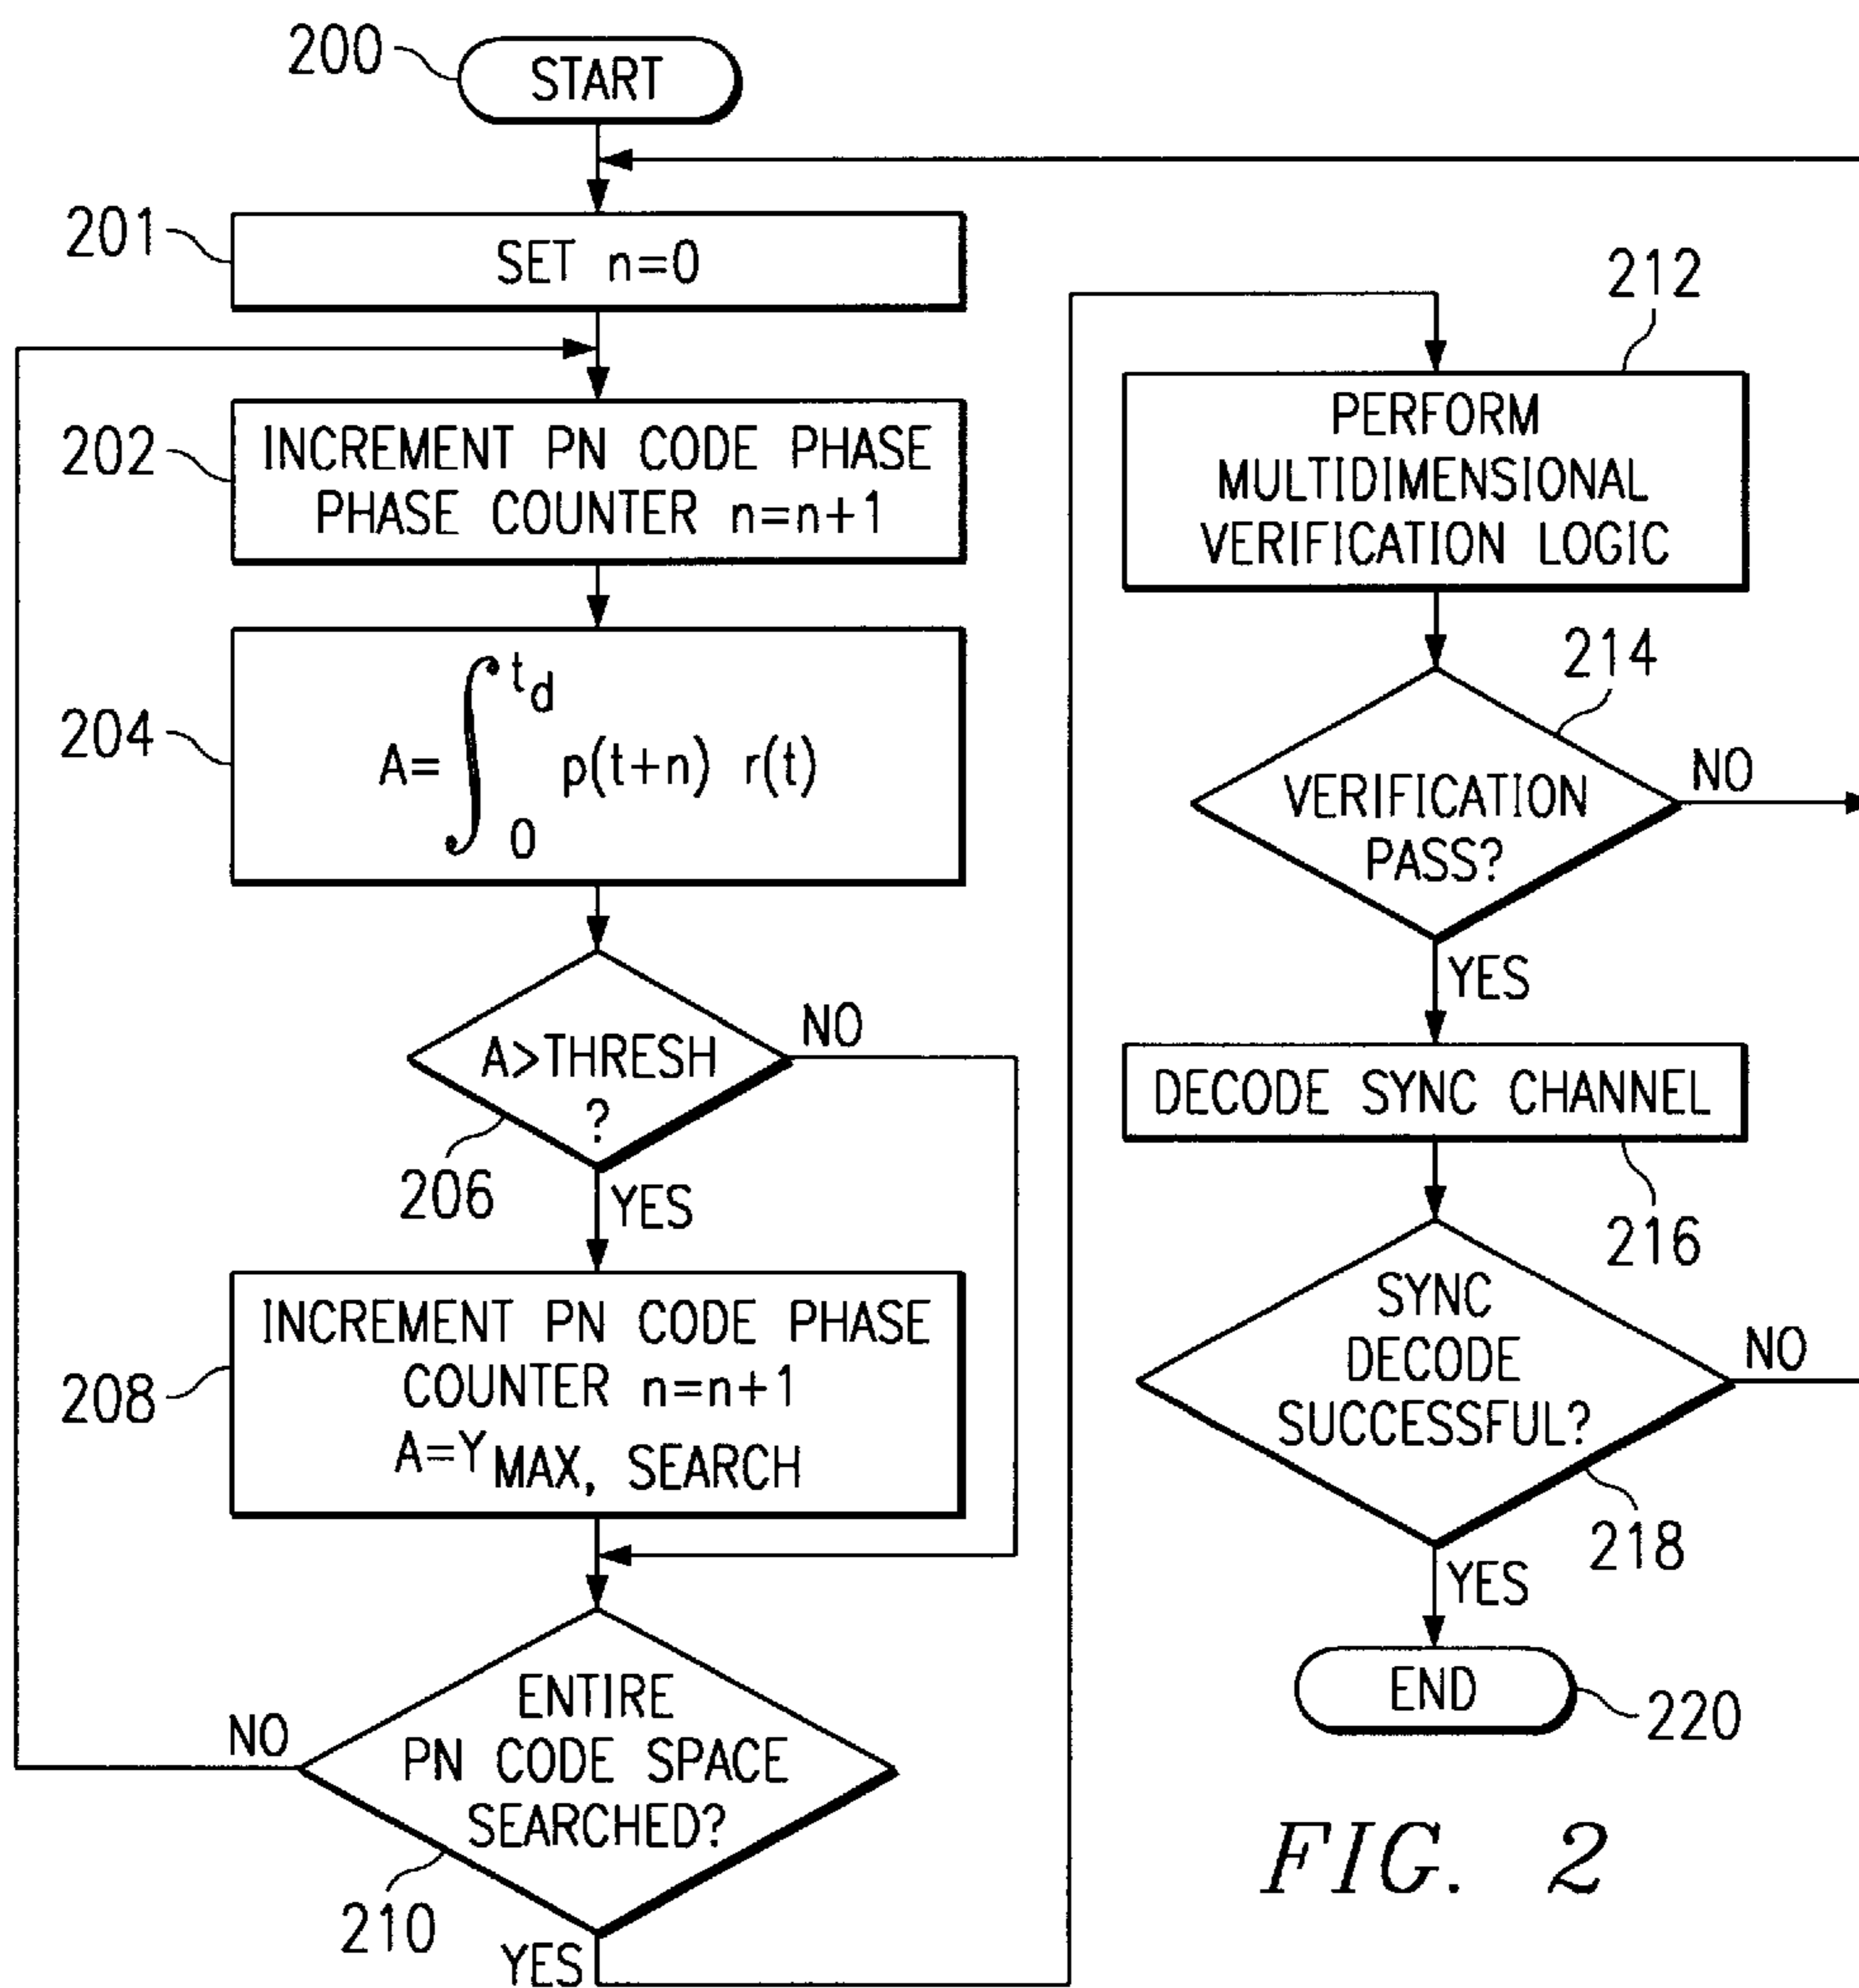 200
START
201
SET n=0
202
INCREMENT PN CODE PHASE
PHASE COUNTER n=n+1
204
A=∫₀^t_d p(t+n) r(t)
A>THRESH
?
NO
206
YES
208
INCREMENT PN CODE PHASE
COUNTER n=n+1
A=Y_MAX, SEARCH
NO
ENTIRE
PN CODE SPACE
SEARCHED?
210
YES
212
PERFORM
MULTIDIMENSIONAL
VERIFICATION LOGIC
214
VERIFICATION
PASS?
NO
YES
DECODE SYNC CHANNEL
216
SYNC
DECODE
SUCCESSFUL?
NO
218
YES
END
220
FIG. 2